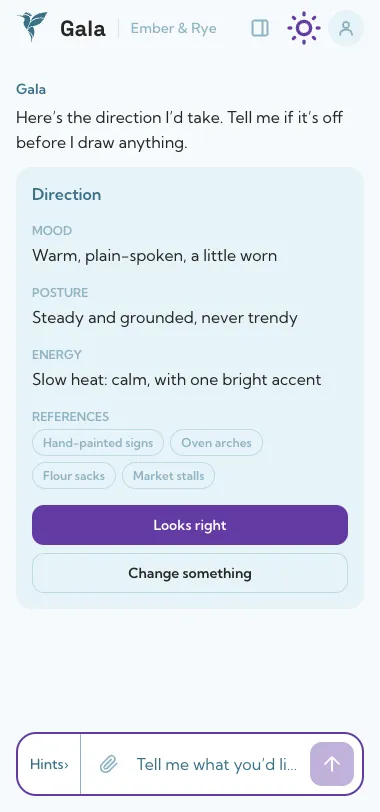 Gala
Ember & Rye
Gala
Here’s the direction I’d take. Tell me if it’s off
before I draw anything.
Direction
MOOD
Warm, plain-spoken, a little worn
POSTURE
Steady and grounded, never trendy
ENERGY
Slow heat: calm, with one bright accent
REFERENCES
Hand-painted signs
Oven arches
Flour sacks
Market stalls
Looks right
Change something
Hints›
Tell me what you’d li...